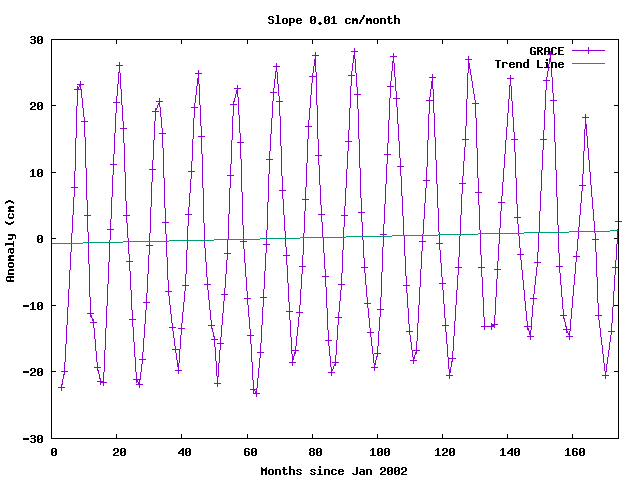 Slope 0.01 cm/month
GRACE
Trend Line
30
20
10
0
-10
-20
-30
Anomaly (cm)
0 20 40 60 80 100 120 140 160
Months since Jan 2002